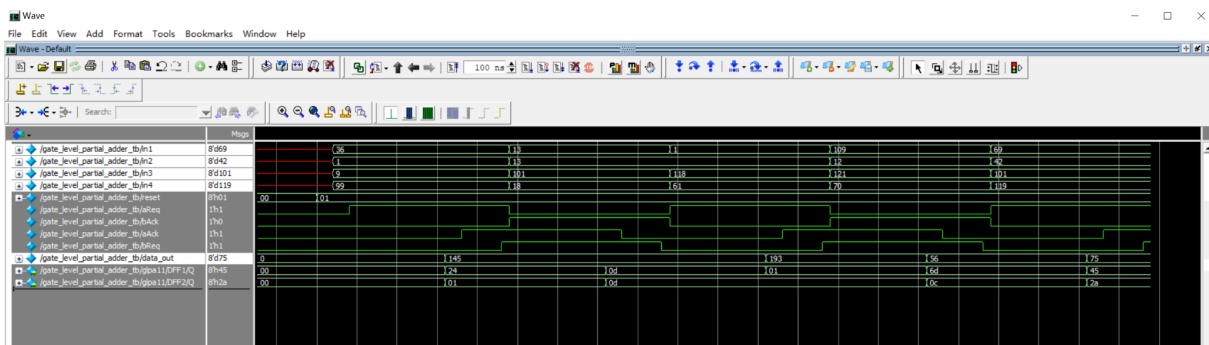 Wave
File Edit View Add Format Tools Bookmarks Window Help
Wave - Default
100 ns
Search:
Msgs
/gate_level_partial_adder_tb/in1 8'd69 36 13 1 109 69
/gate_level_partial_adder_tb/in2 8'd42 1 13 12 42
/gate_level_partial_adder_tb/in3 8'd101 9 101 118 121 101
/gate_level_partial_adder_tb/in4 8'd119 99 18 61 70 119
/gate_level_partial_adder_tb/reset 8'h01 00 01
/gate_level_partial_adder_tb/aReq 1'h1
/gate_level_partial_adder_tb/bAck 1'h0
/gate_level_partial_adder_tb/aAck 1'h1
/gate_level_partial_adder_tb/bReq 1'h1
/gate_level_partial_adder_tb/data_out 8'd75 0 145 193 56 75
/gate_level_partial_adder_tb/glpa11/DFF1/Q 8'h45 00 24 0d 01 6d 45
/gate_level_partial_adder_tb/glpa11/DFF2/Q 8'h2a 00 01 0d 0c 2a